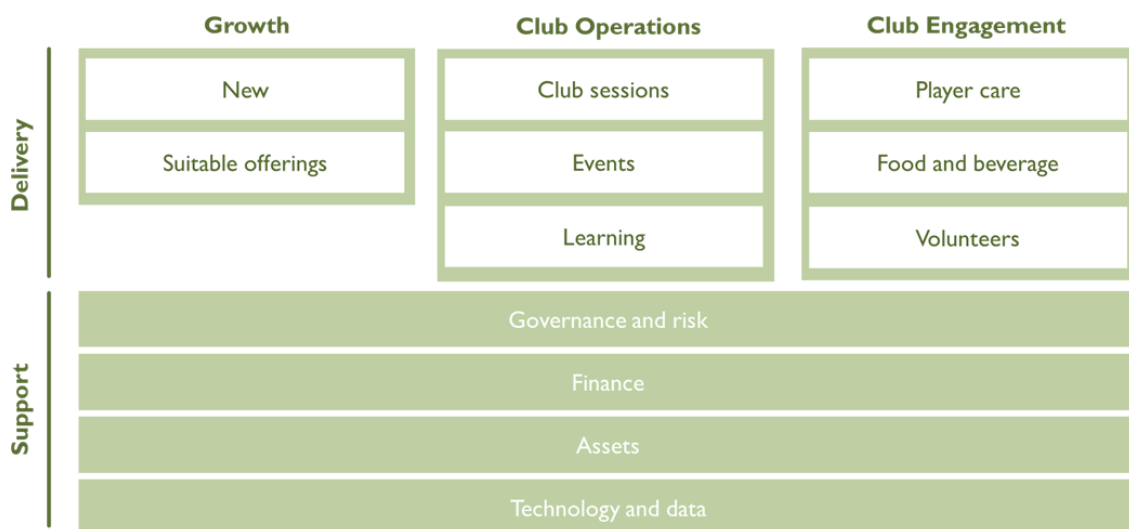 Growth
Club Operations
Club Engagement
Delivery
New
Club sessions
Player care
Suitable offerings
Events
Food and beverage
Learning
Volunteers
Support
Governance and risk
Finance
Assets
Technology and data